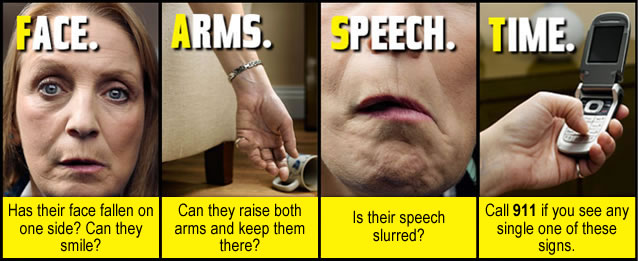 FACE.
Has their face fallen on
one side? Can they
smile?
ARMS.
Can they raise both
arms and keep them
there?
SPEECH.
Is their speech
slurred?
TIME.
Call 911 if you see any
single one of these
signs.